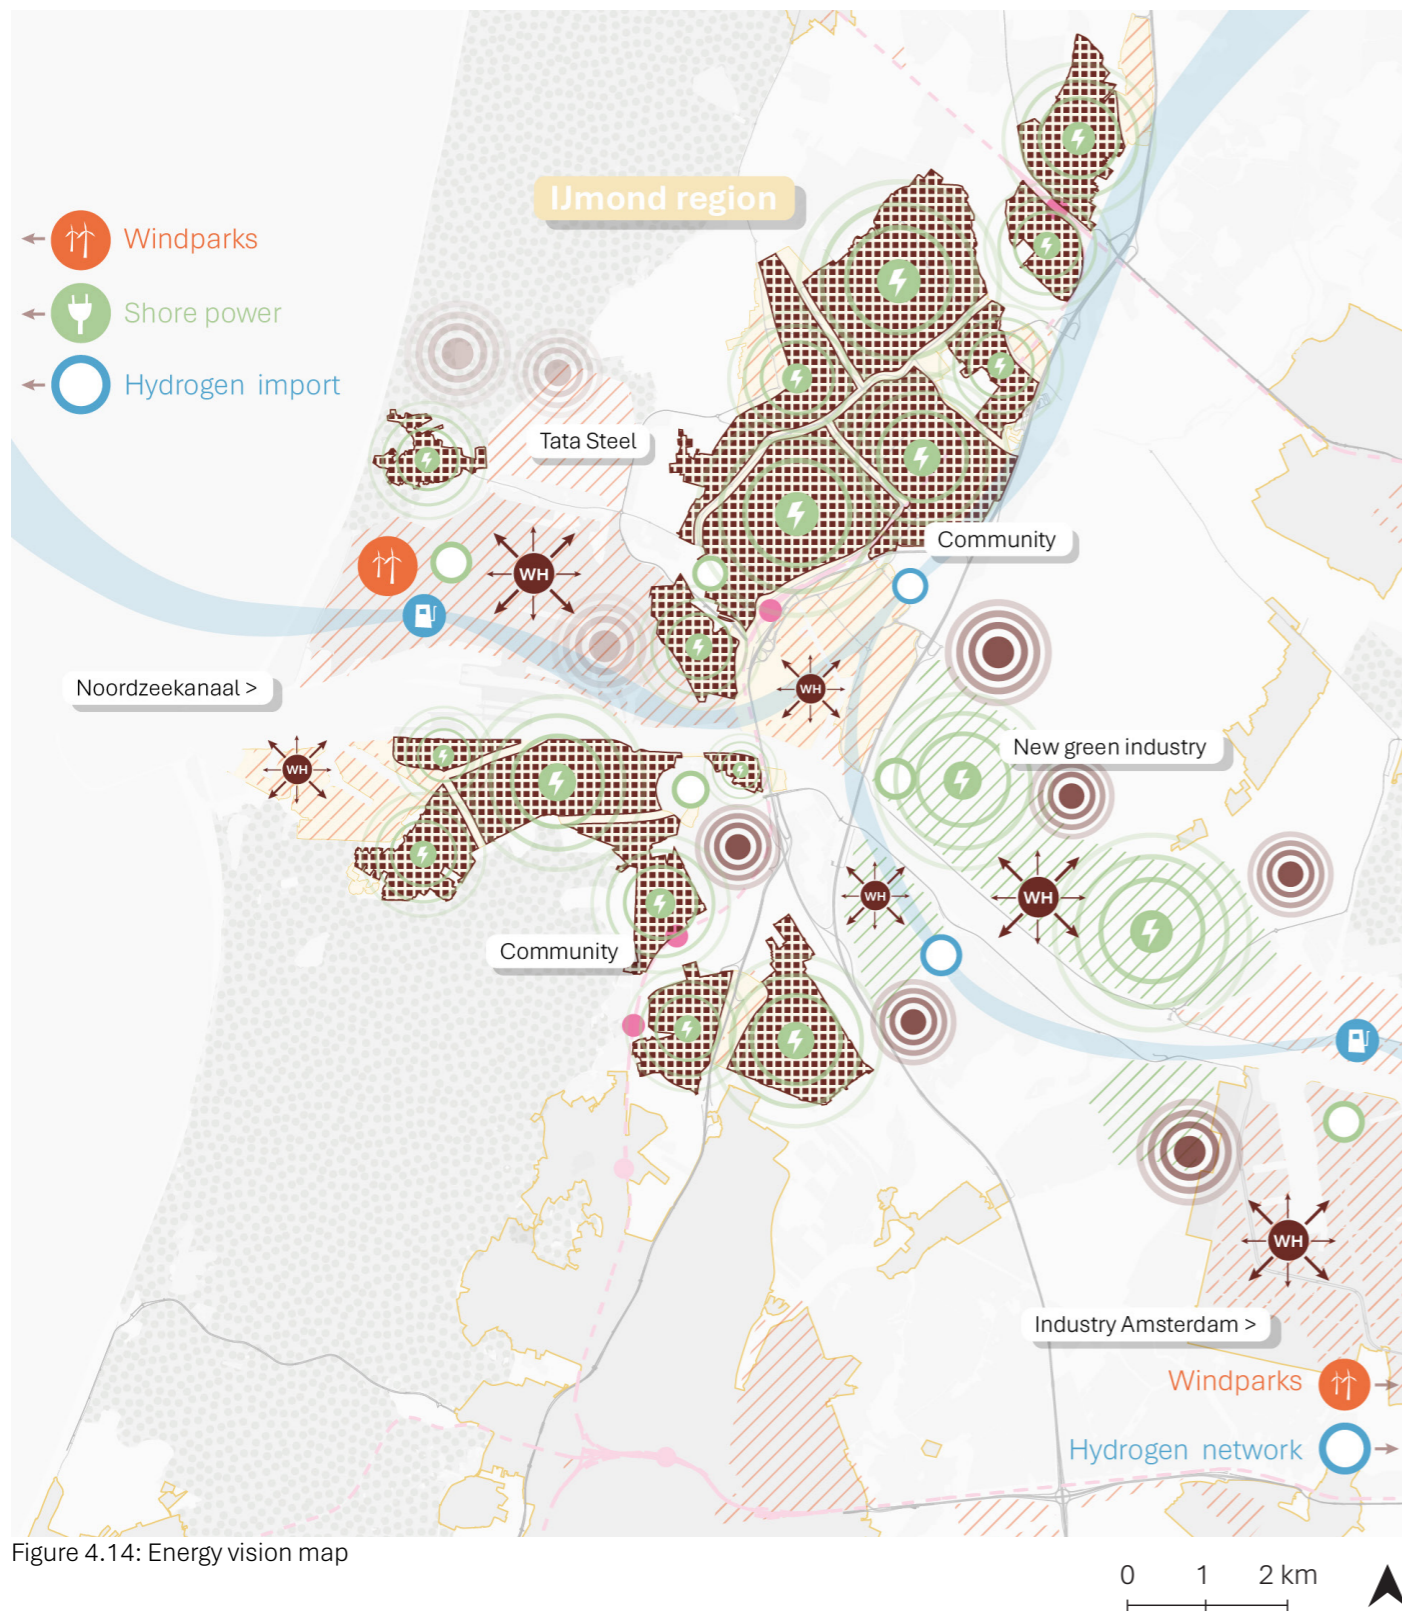 IJmond region
Windparks
Shore power
Hydrogen import
Tata Steel
Community
WH
WH
Noordzeekanaal >
New green industry
WH
WH
WH
Community
WH
Industry Amsterdam >
Windparks
Hydrogen network
Figure 4.14: Energy vision map
0 1 2 km